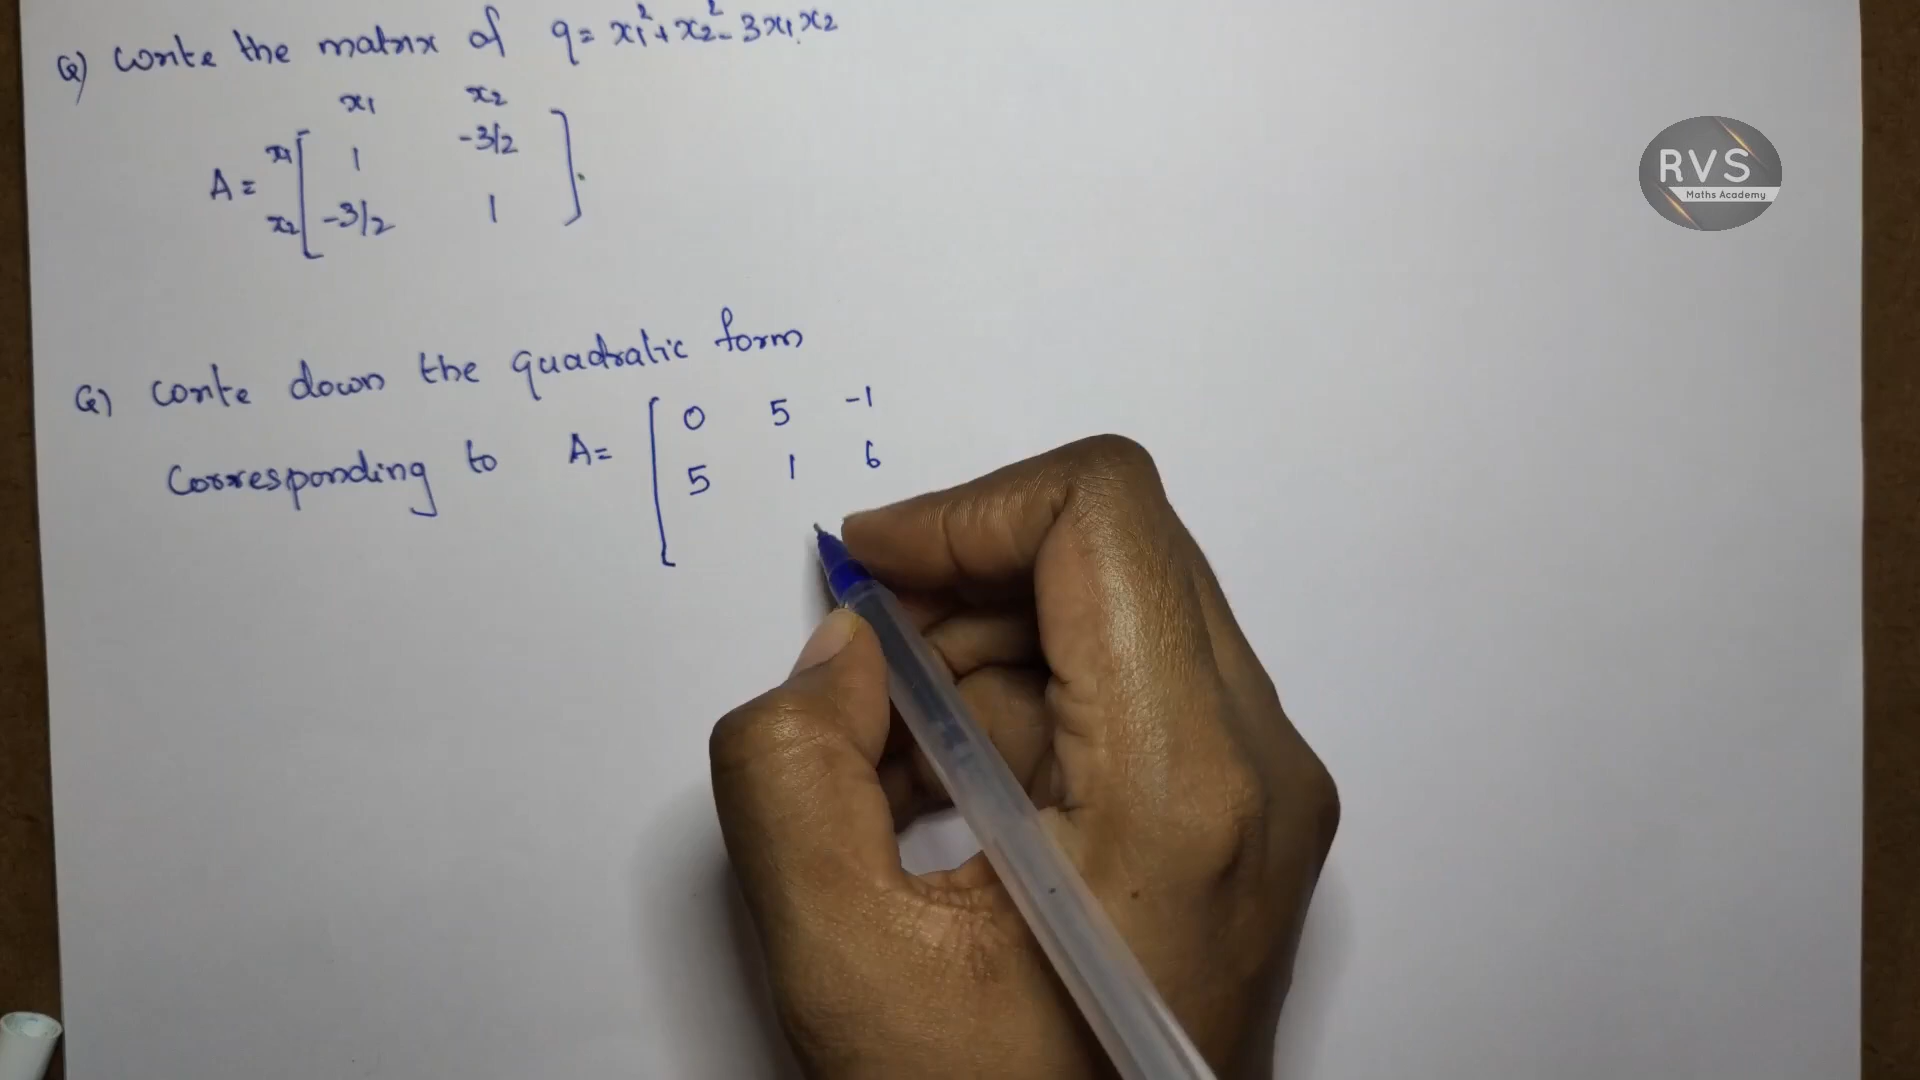 Q) Write the matrix of q = x₁² + x₂² - 3x₁x₂
x₁ x₂
x₁ 1 -3/2
A =
x₂ -3/2 1
Q) Write down the quadratic form
Corresponding to A =
0 5 -1
5 1 6
RVS
Maths Academy